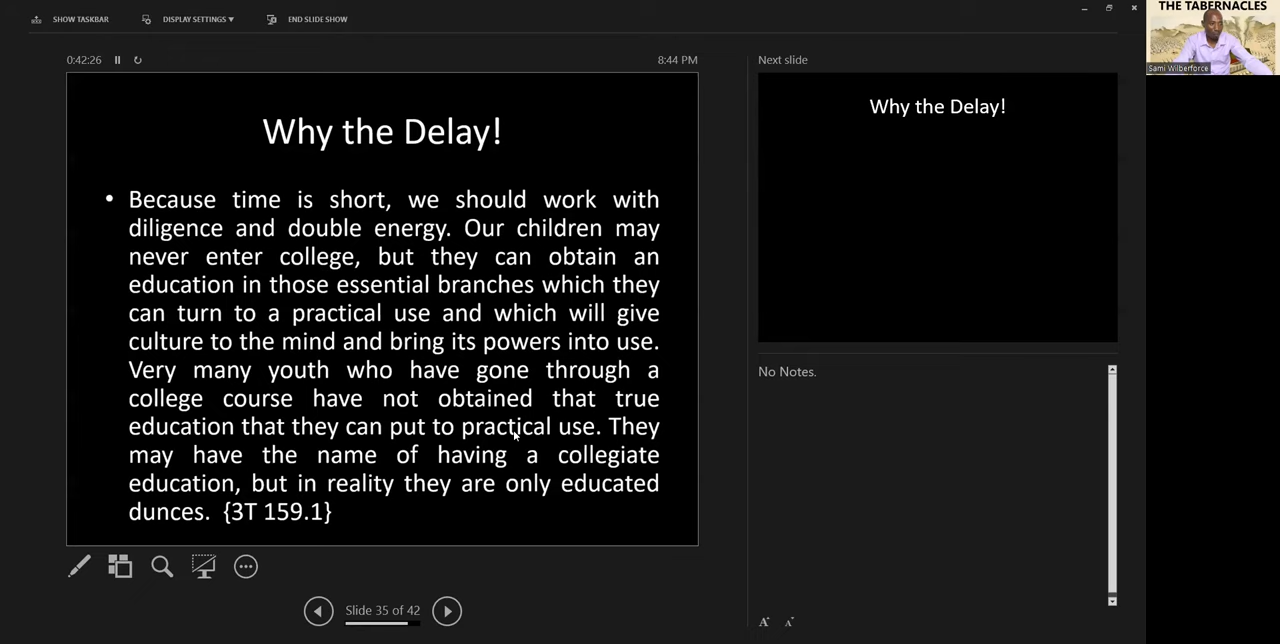 SHOW TASKBAR
DISPLAY SETTINGS ▾
END SLIDE SHOW
THE TABERNACLES
Sami Wilberforce
0:42:26
8:44 PM
Next slide
Why the Delay!
• Because time is short, we should work with
diligence and double energy. Our children may
never enter college, but they can obtain an
education in those essential branches which they
can turn to a practical use and which will give
culture to the mind and bring its powers into use.
Very many youth who have gone through a
college course have not obtained that true
education that they can put to practical use. They
may have the name of having a collegiate
education, but in reality they are only educated
dunces. {3T 159.1}
Why the Delay!
No Notes.
Slide 35 of 42
A A